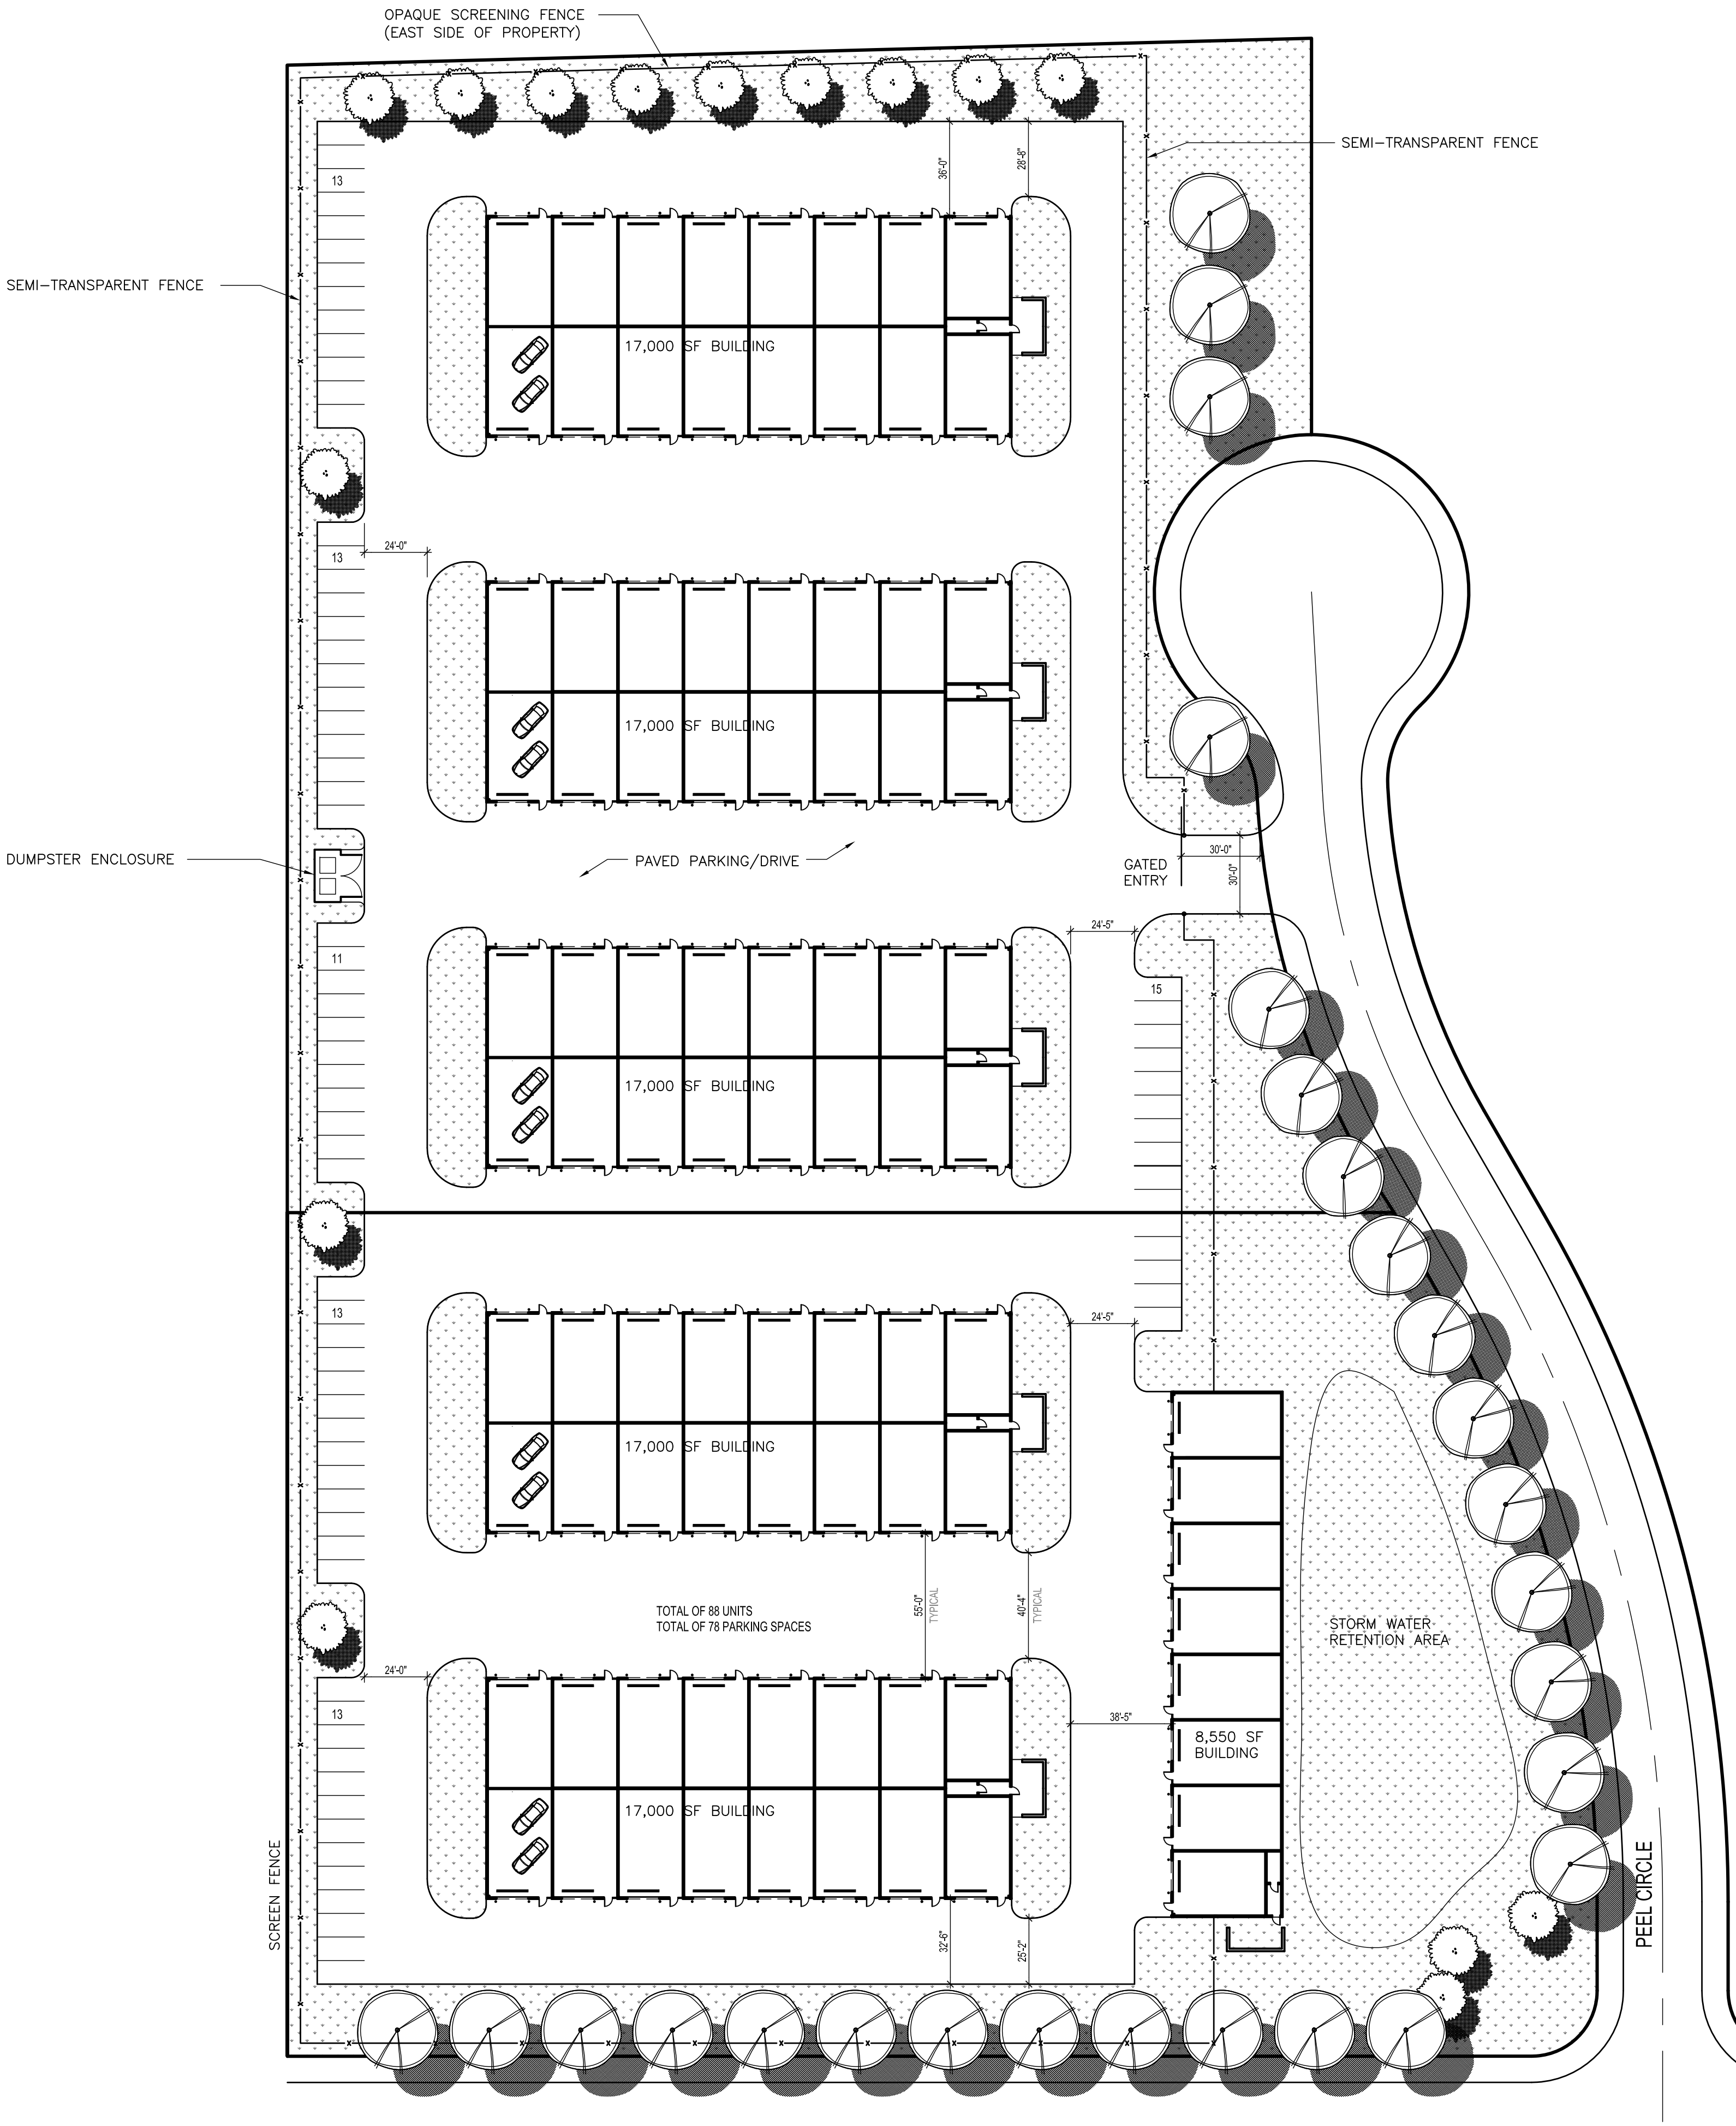 OPAQUE SCREENING FENCE
(EAST SIDE OF PROPERTY)
SEMI-TRANSPARENT FENCE
36'-0"
28'-8"
13
SEMI-TRANSPARENT FENCE
17,000 SF BUILDING
13
24'-0"
17,000 SF BUILDING
DUMPSTER ENCLOSURE
PAVED PARKING/DRIVE
GATED
ENTRY
30'-0"
30'-0"
24'-5"
11
15
17,000 SF BUILDING
13
24'-5"
17,000 SF BUILDING
55'-0"
TYPICAL
40'-4"
TYPICAL
TOTAL OF 88 UNITS
TOTAL OF 78 PARKING SPACES
STORM WATER
RETENTION AREA
24'-0"
13
38'-5"
8,550 SF
BUILDING
17,000 SF BUILDING
SCREEN FENCE
32'-6"
25'-2"
PEEL CIRCLE